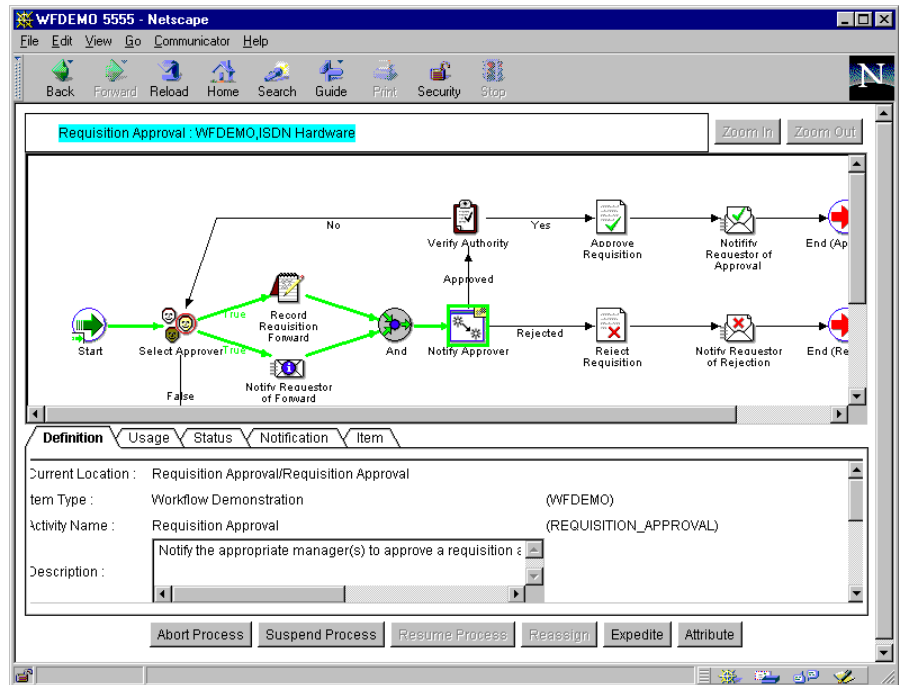 WFDEMO 5555 - Netscape
File Edit View Go Communicator Help
Back Forward Reload Home Search Guide Print Security Stop
N
Requisition Approval : WFDEMO,ISDN Hardware
Zoom In Zoom Out
No
Verify Authority
Yes
Approve
Requisition
Notifify
Requestor of
Approval
End (Ap
Approved
True
Record
Requisition
Forward
Start
Select Approver
True
And
Notify Approver
Rejected
Reject
Requisition
Notify Requestor
of Rejection
End (Re
False
Notify Requestor
of Forward
Definition Usage Status Notification Item
Current Location : Requisition Approval/Requisition Approval
tem Type : Workflow Demonstration (WFDEMO)
Activity Name : Requisition Approval (REQUISITION_APPROVAL)
Description : Notify the appropriate manager(s) to approve a requisition a
Abort Process Suspend Process Resume Process Reassign Expedite Attribute